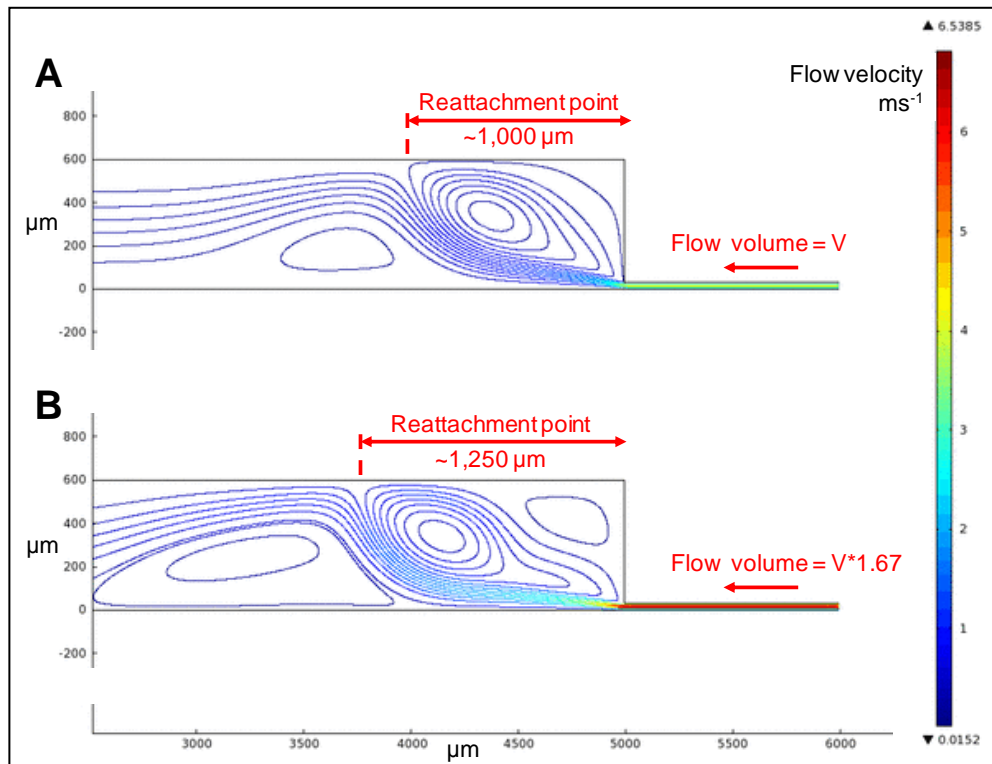 ▲ 6.5385
A
Flow velocity
ms-1
Reattachment point
~1,000 µm
800
600
400
200
0
-200
µm
Flow volume = V
6
5
4
3
2
1
B
Reattachment point
~1,250 µm
800
600
400
200
0
-200
µm
Flow volume = V*1.67
▼ 0.0152
3000
3500
4000
4500
5000
5500
6000
µm